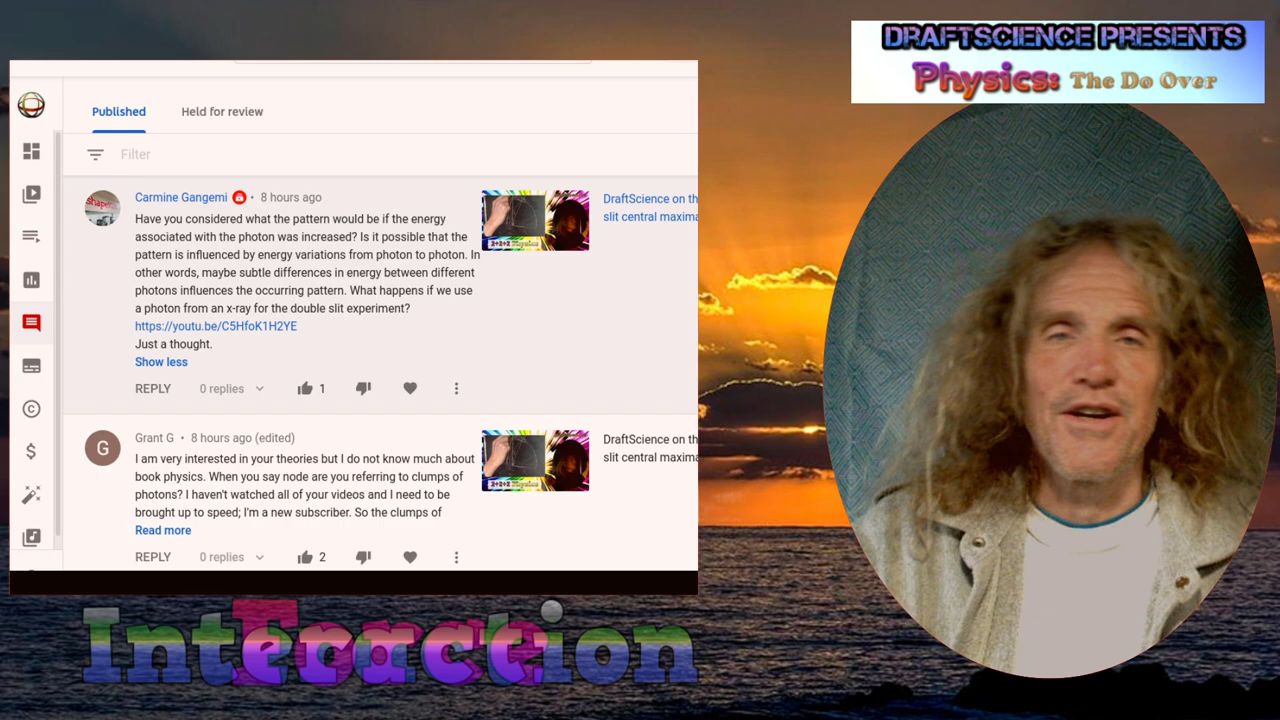 DRAFTSCIENCE PRESENTS
Physics: The Do Over
Published
Held for review
Filter
Carmine Gangemi • 8 hours ago
Have you considered what the pattern would be if the energy
associated with the photon was increased? Is it possible that the
pattern is influenced by energy variations from photon to photon. In
other words, maybe subtle differences in energy between different
photons influences the occurring pattern. What happens if we use
a photon from an x-ray for the double slit experiment?
https://youtu.be/C5HfoK1H2YE
Just a thought.
Show less
REPLY 0 replies 1
DraftScience on th
slit central maxima
G
Grant G • 8 hours ago (edited)
I am very interested in your theories but I do not know much about
book physics. When you say node are you referring to clumps of
photons? I haven't watched all of your videos and I need to be
brought up to speed; I'm a new subscriber. So the clumps of
Read more
REPLY 0 replies 2
DraftScience on th
slit central maxima